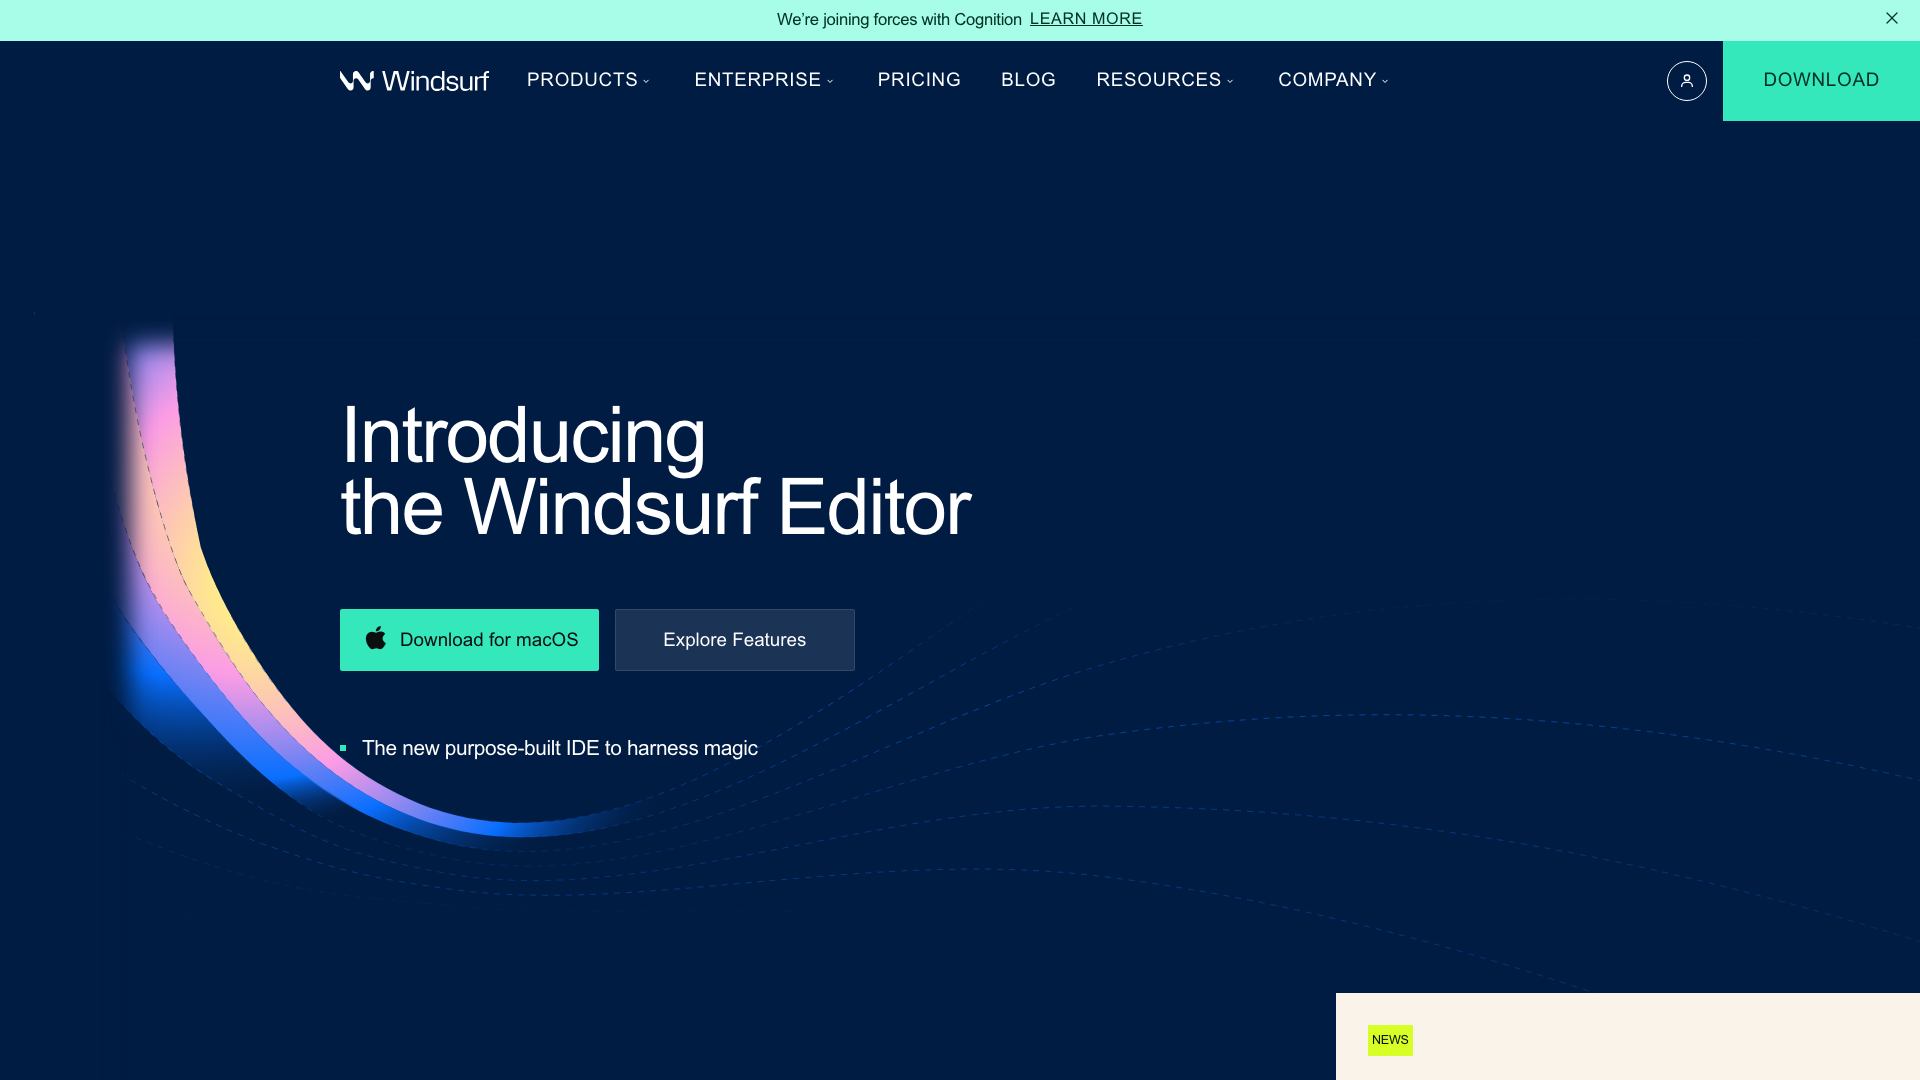 We’re joining forces with Cognition LEARN MORE
Windsurf PRODUCTS ENTERPRISE PRICING BLOG RESOURCES COMPANY DOWNLOAD
Introducing
the Windsurf Editor
Download for macOS Explore Features
The new purpose-built IDE to harness magic
NEWS